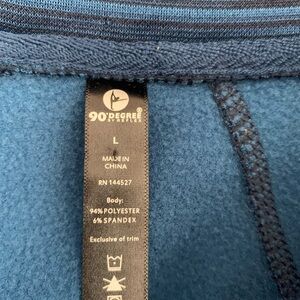 90°DEGREE
BY REFLEX
L
MADE IN
CHINA
RN 144527
Body:
94% POLYESTER
6% SPANDEX
Exclusive of trim